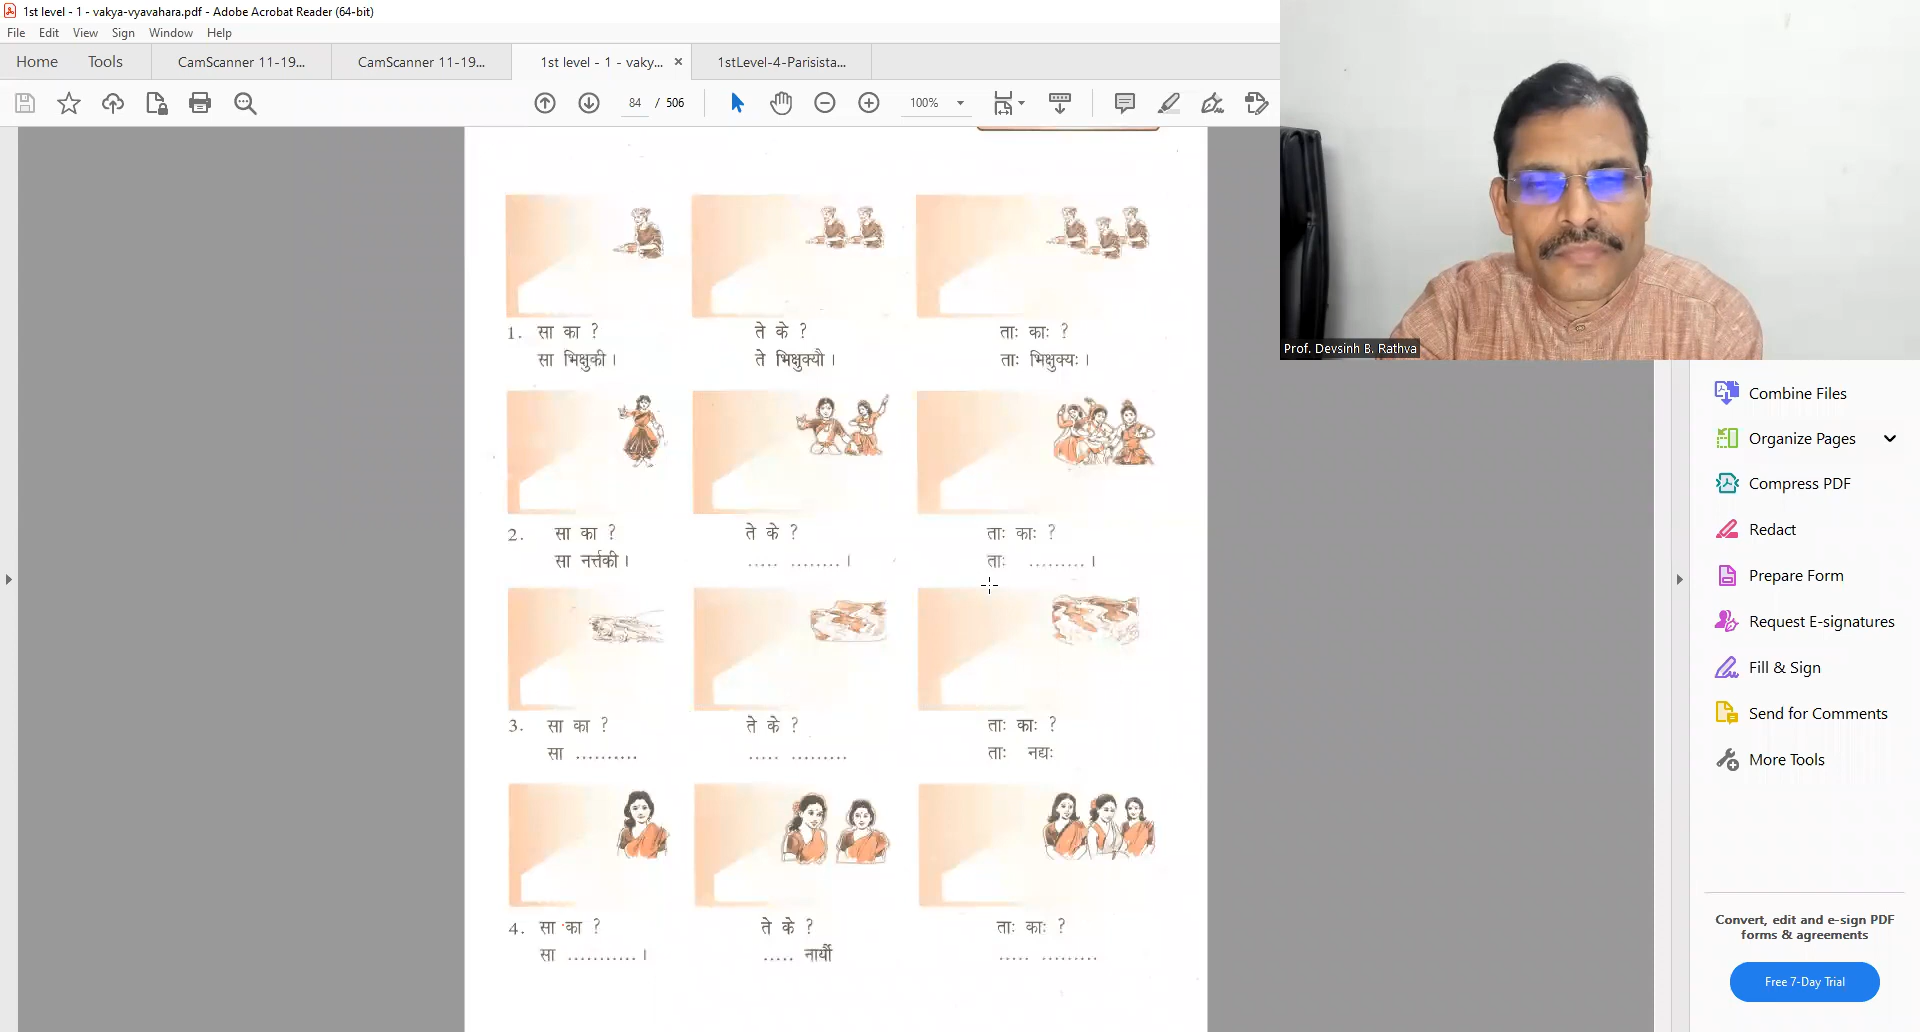 1st level - 1 - vakya-vyavahara.pdf - Adobe Acrobat Reader (64-bit)
File Edit View Sign Window Help
Home Tools CamScanner 11-19... CamScanner 11-19... 1st level - 1 - vaky... 1stLevel-4-Parisista...
84 / 506 100%
1. सा का ? ते के ? ताः काः ?
सा भिक्षुकी । ते भिक्षुक्यौ । ताः भिक्षुक्यः ।
2. सा का ? ते के ? ताः काः ?
सा नर्त्तकी । ..... ........ । ताः ......... ।
3. सा का ? ते के ? ताः काः ?
सा .......... ..... ......... ताः नद्यः
4. सा का ? ते के ? ताः काः ?
सा ........... । ..... नार्यौ ..... .........
Prof. Devsinh B. Rathva
Combine Files
Organize Pages
Compress PDF
Redact
Prepare Form
Request E-signatures
Fill & Sign
Send for Comments
More Tools
Convert, edit and e-sign PDF
forms & agreements
Free 7-Day Trial